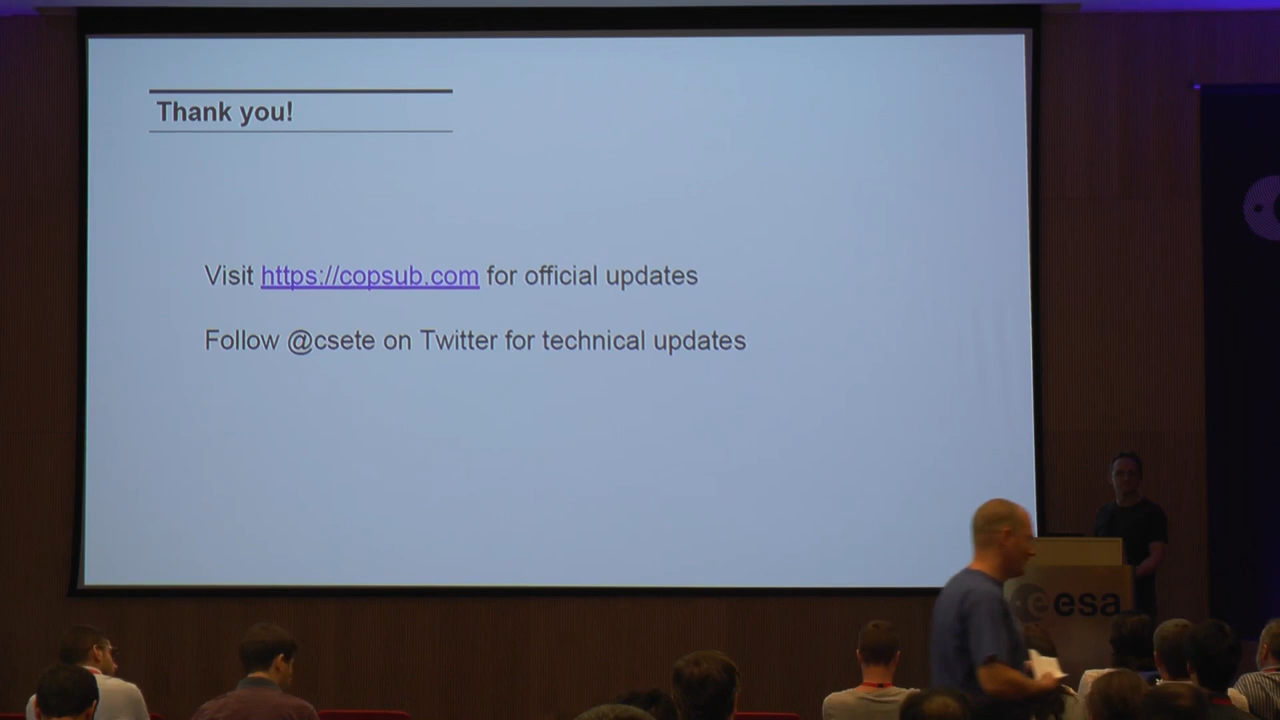 Thank you!
Visit https://copsub.com for official updates
Follow @csete on Twitter for technical updates
esa